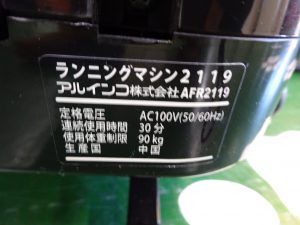 ランニングマシン2119
アルインコ株式会社 AFR2119
定格電圧 AC100V(50/60Hz)
連続使用時間 30分
使用体重制限 90kg
生産国 中国